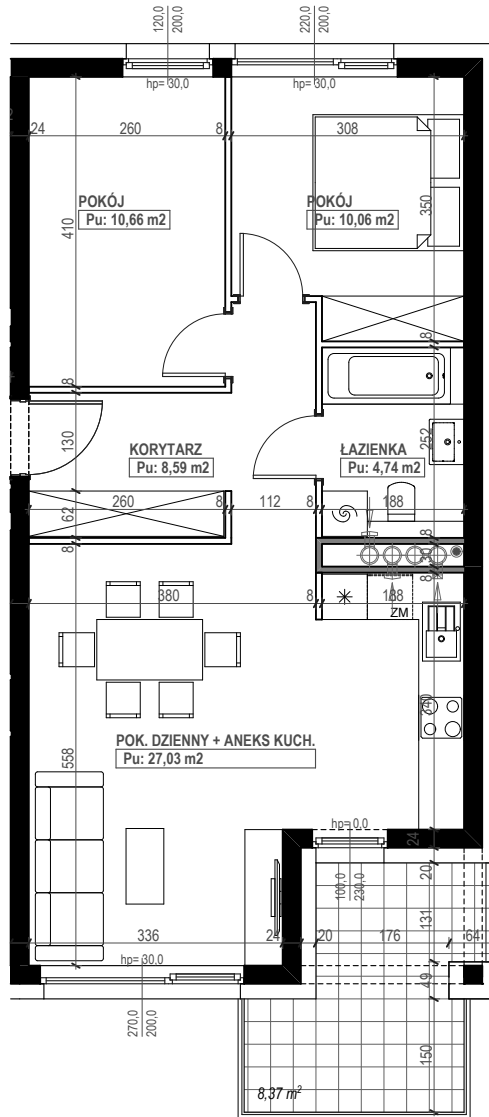 120,0
200,0
220,0
200,0
hp= 30,0
hp= 30,0
24
260
8
308
POKÓJ
Pu: 10,66 m2
POKÓJ
Pu: 10,06 m2
410
350
8
8
130
252
KORYTARZ
Pu: 8,59 m2
ŁAZIENKA
Pu: 4,74 m2
62
260
8
112
8
188
8
8
30
8
380
8
188
ZM
240
POK. DZIENNY + ANEKS KUCH.
Pu: 27,03 m2
558
hp= 0,0
24
100,0
230,0
20
131
336
24
20
176
64
hp= 30,0
49
270,0
200,0
150
8,37 m²